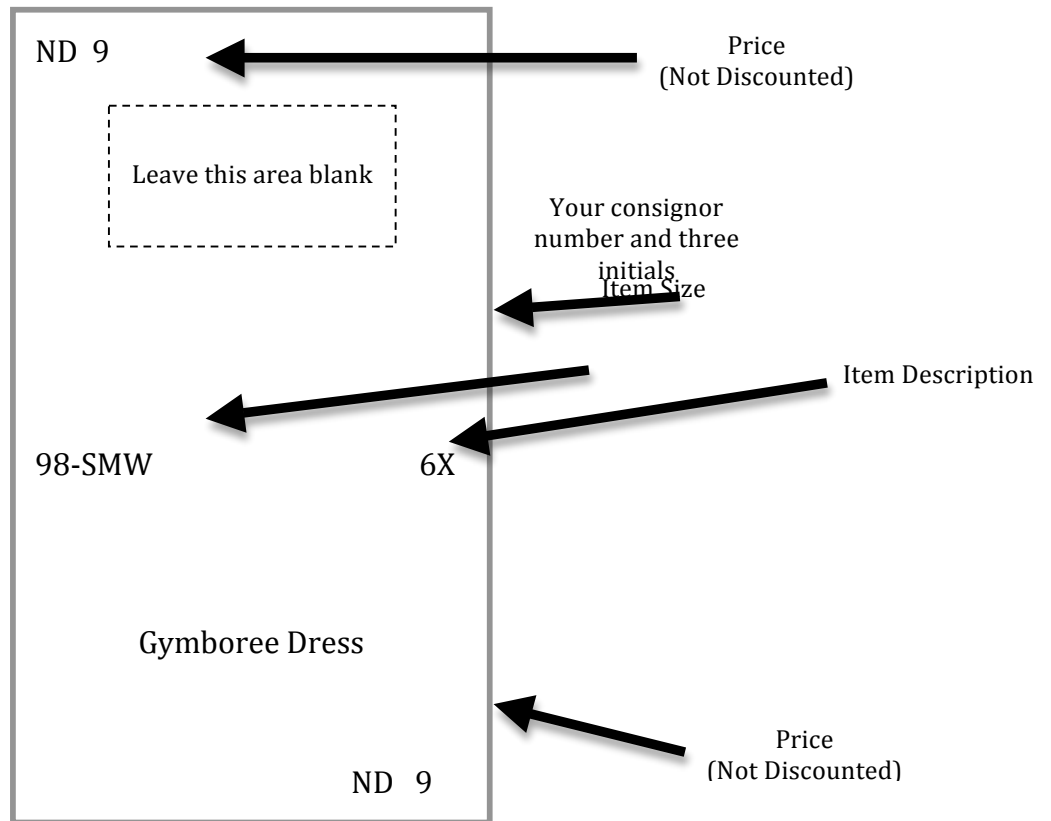 ND 9
Price
(Not Discounted)
Leave this area blank
Your consignor
number and three
initials
Item Size
Item Description
98-SMW 6X
Gymboree Dress
Price
(Not Discounted)
ND 9